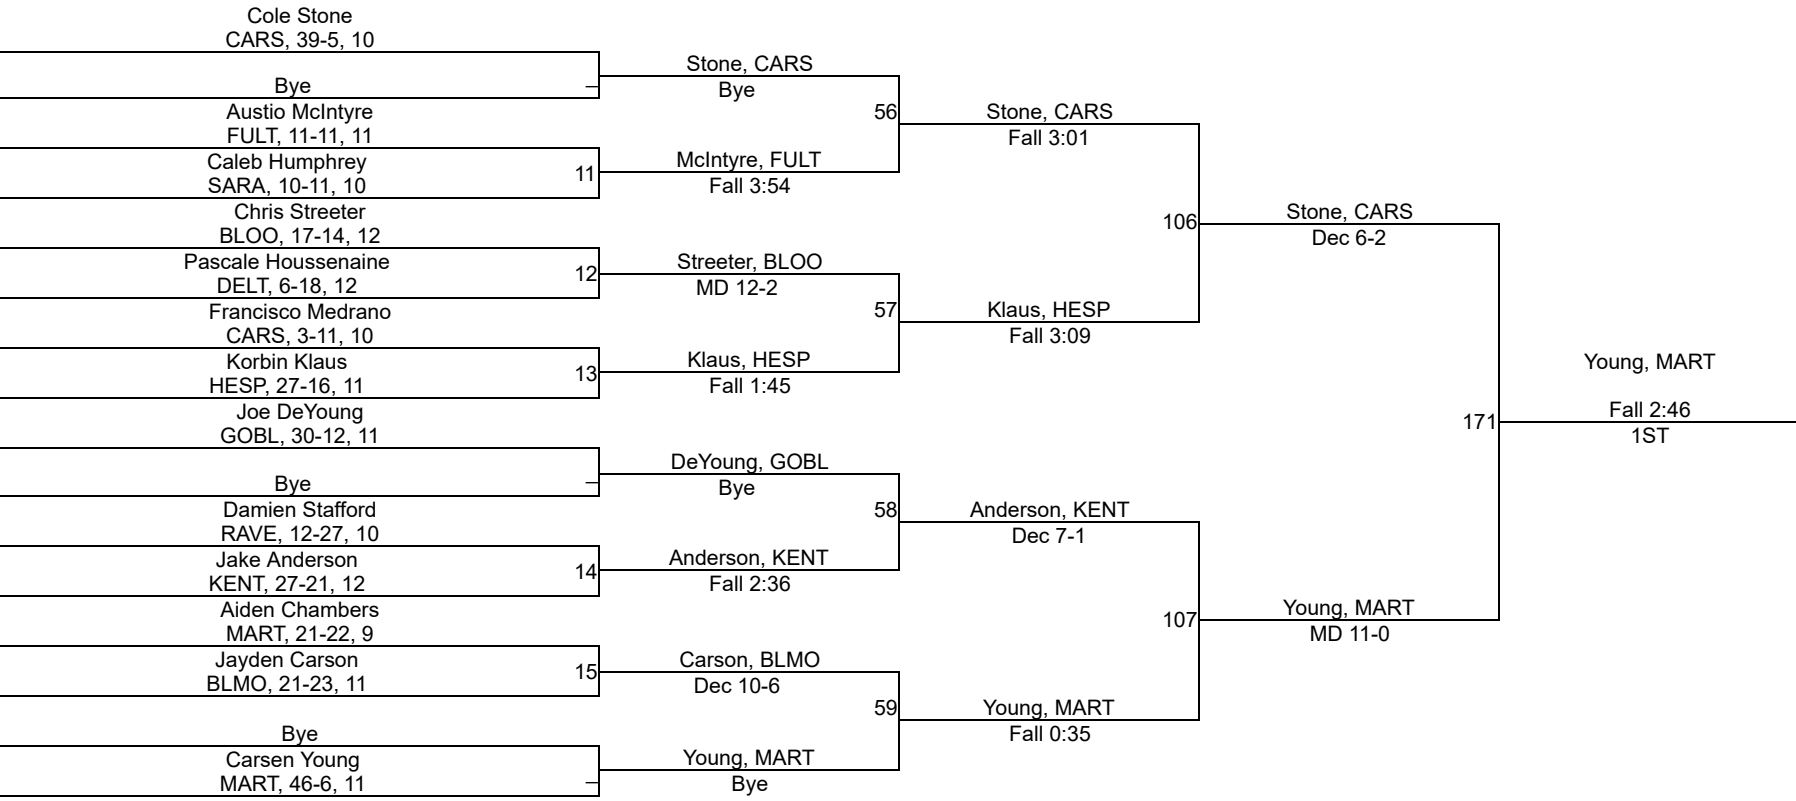 Cole Stone
CARS, 39-5, 10
Bye
Austio McIntyre
FULT, 11-11, 11
Caleb Humphrey
SARA, 10-11, 10
11
Chris Streeter
BLOO, 17-14, 12
Pascale Houssenaine
DELT, 6-18, 12
12
Francisco Medrano
CARS, 3-11, 10
Korbin Klaus
HESP, 27-16, 11
13
Joe DeYoung
GOBL, 30-12, 11
Bye
Damien Stafford
RAVE, 12-27, 10
Jake Anderson
KENT, 27-21, 12
14
Aiden Chambers
MART, 21-22, 9
Jayden Carson
BLMO, 21-23, 11
15
Bye
Carsen Young
MART, 46-6, 11
Stone, CARS
Bye
56
McIntyre, FULT
Fall 3:54
Streeter, BLOO
MD 12-2
57
Klaus, HESP
Fall 1:45
DeYoung, GOBL
Bye
58
Anderson, KENT
Fall 2:36
Carson, BLMO
Dec 10-6
59
Young, MART
Bye
Stone, CARS
Fall 3:01
106
Klaus, HESP
Fall 3:09
Anderson, KENT
Dec 7-1
107
Young, MART
Fall 0:35
Stone, CARS
Dec 6-2
171
Young, MART
MD 11-0
Young, MART
Fall 2:46
1ST